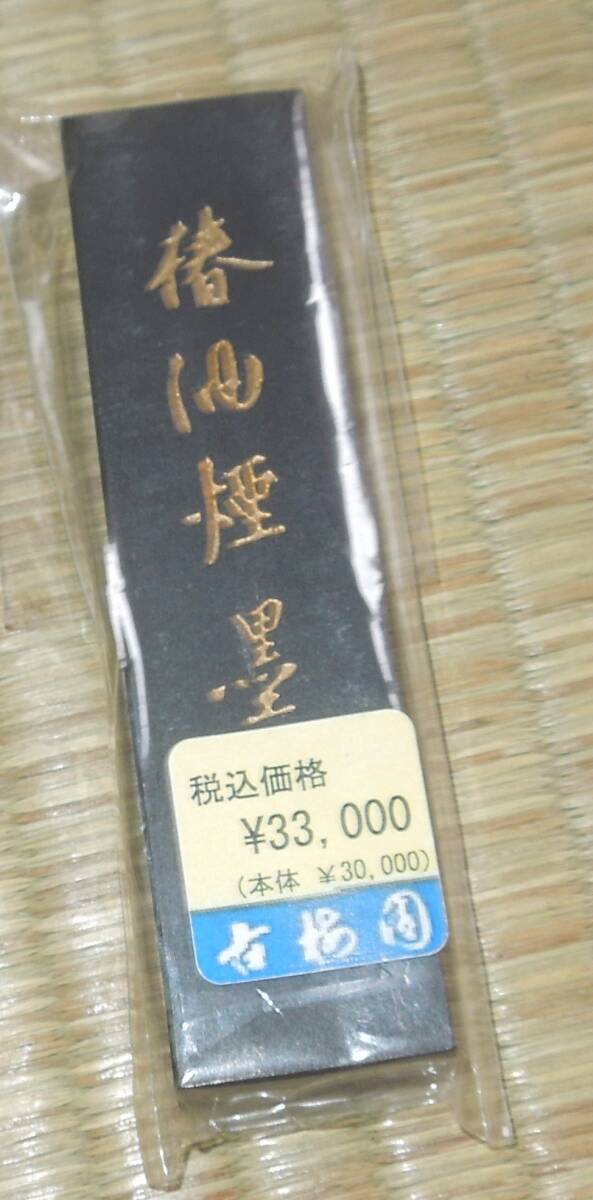 椿油煙墨
税込価格
¥33,000
(本体 ¥30,000)
古梅園